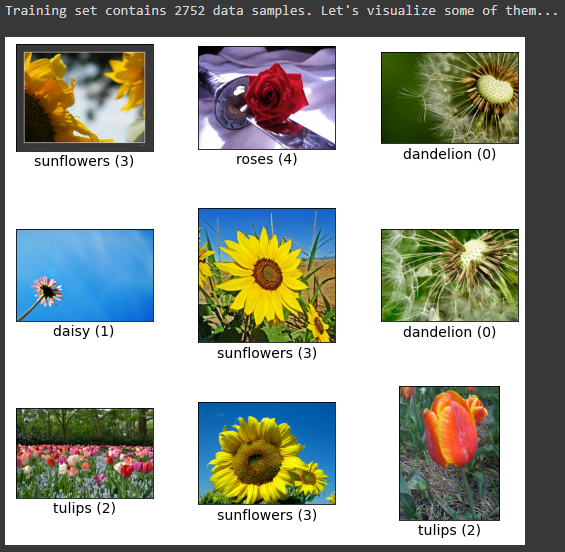 Training set contains 2752 data samples. Let's visualize some of them...
sunflowers (3)
roses (4)
dandelion (0)
daisy (1)
sunflowers (3)
dandelion (0)
tulips (2)
sunflowers (3)
tulips (2)